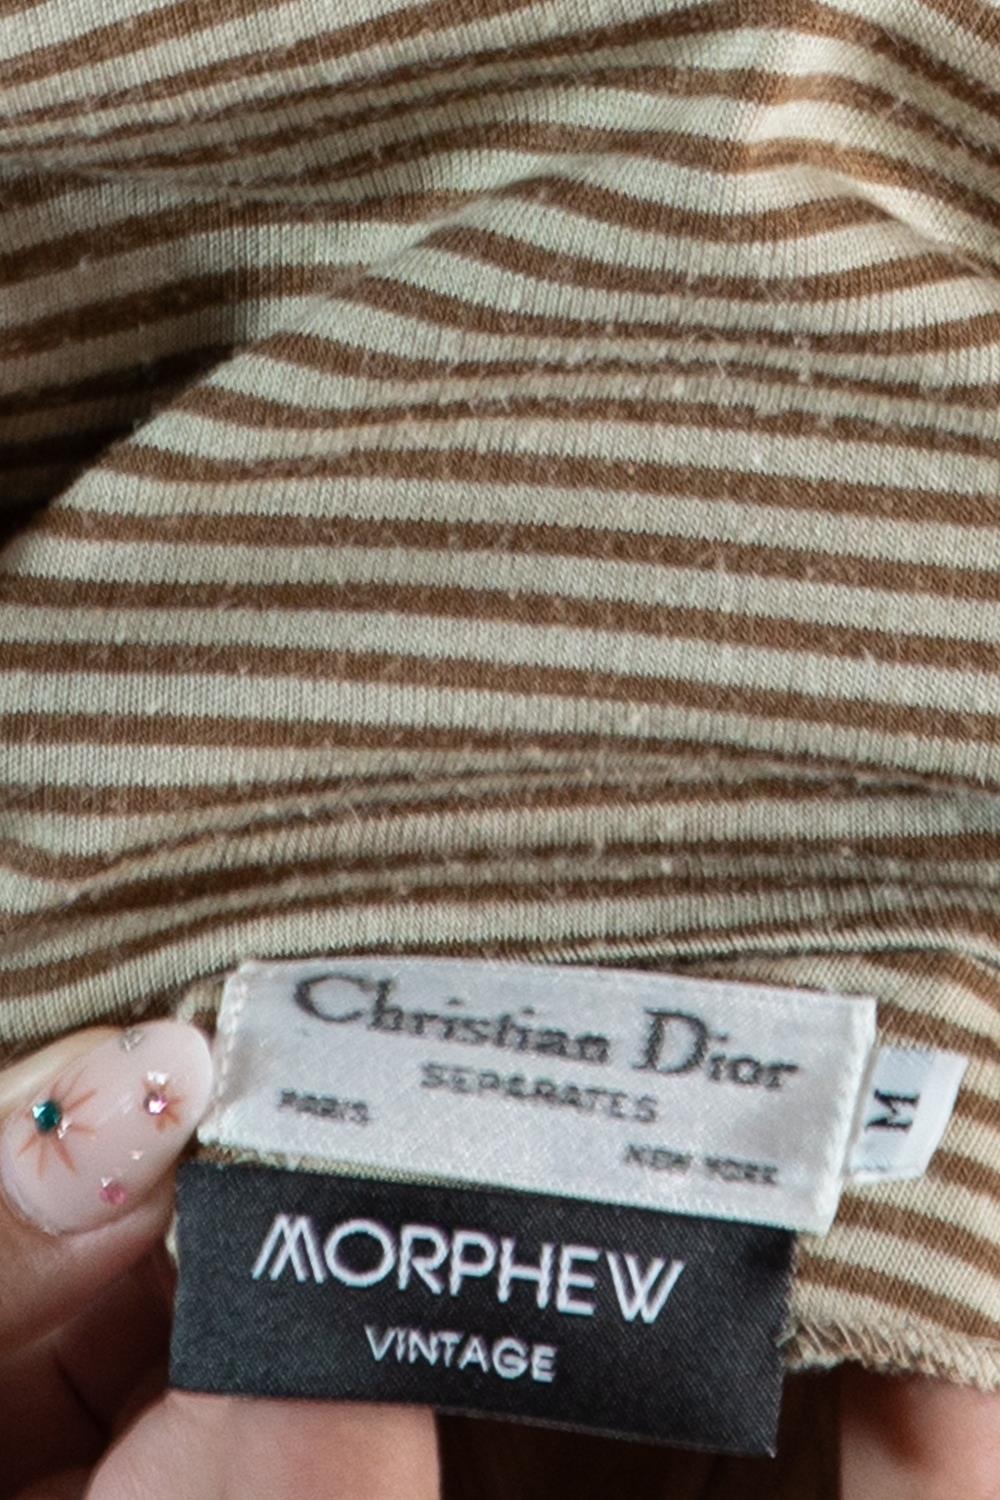 Christian Dior
SEPARATES
PARIS
NEW YORK
M
MORPHEW
VINTAGE